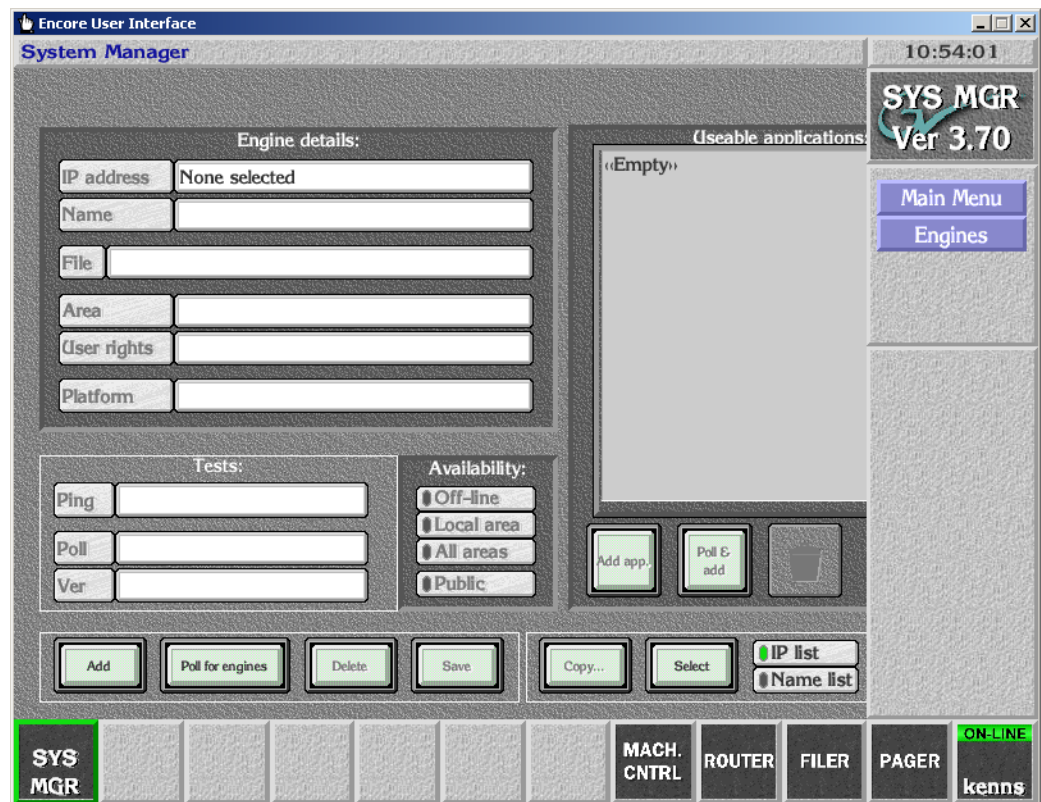 Encore User Interface
System Manager
10:54:01
SYS MGR
Ver 3.70
Main Menu
Engines
Engine details:
IP address
None selected
Name
File
Area
User rights
Platform
Useable applications:
‹‹Empty››
Add app.
Poll &
add
Tests:
Ping
Poll
Ver
Availability:
Off-line
Local area
All areas
Public
Add
Poll for engines
Delete
Save
Copy...
Select
IP list
Name list
SYS
MGR
MACH.
CNTRL
ROUTER
FILER
PAGER
ON-LINE
kenns